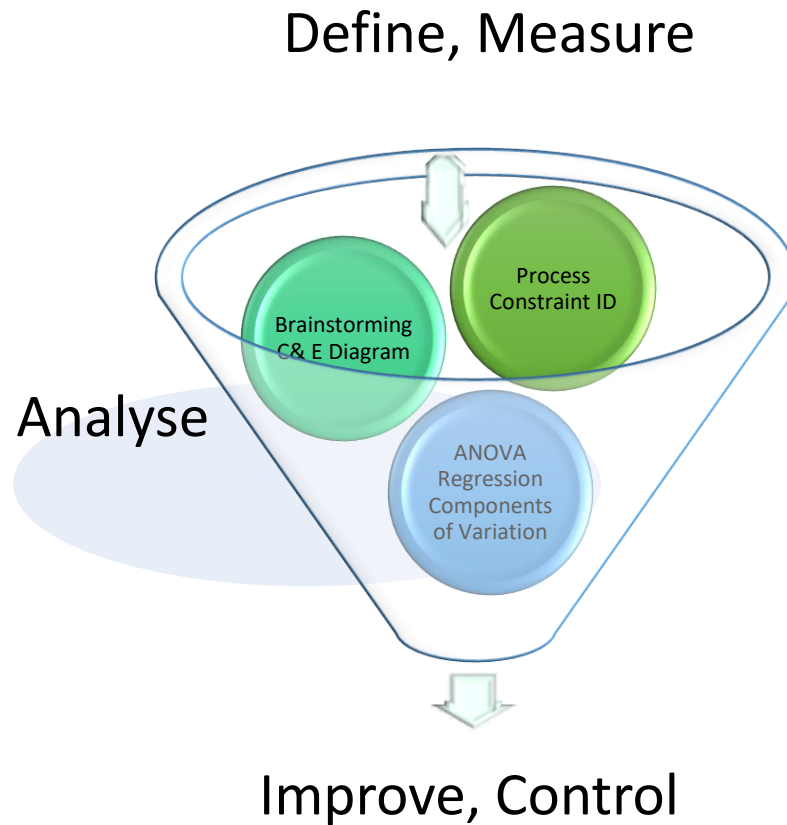 Define, Measure
Process
Constraint ID
Brainstorming
C& E Diagram
Analyse
ANOVA
Regression
Components
of Variation
Improve, Control